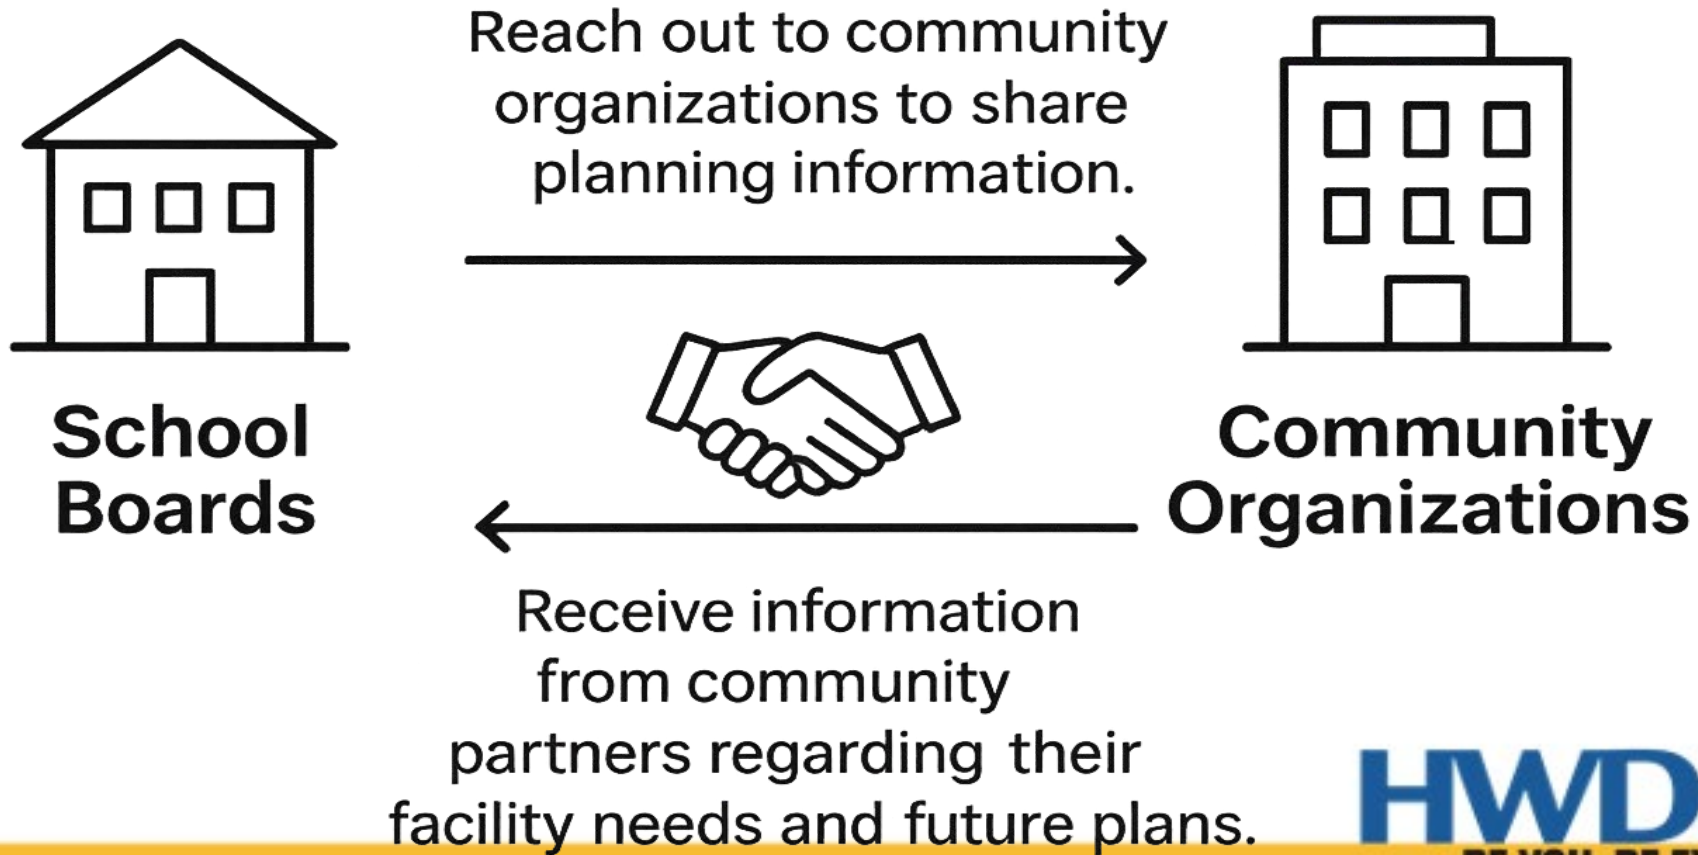 Reach out to community
organizations to share
planning information.
School
Boards
Community
Organizations
Receive information
from community
partners regarding their
facility needs and future plans.
HWD